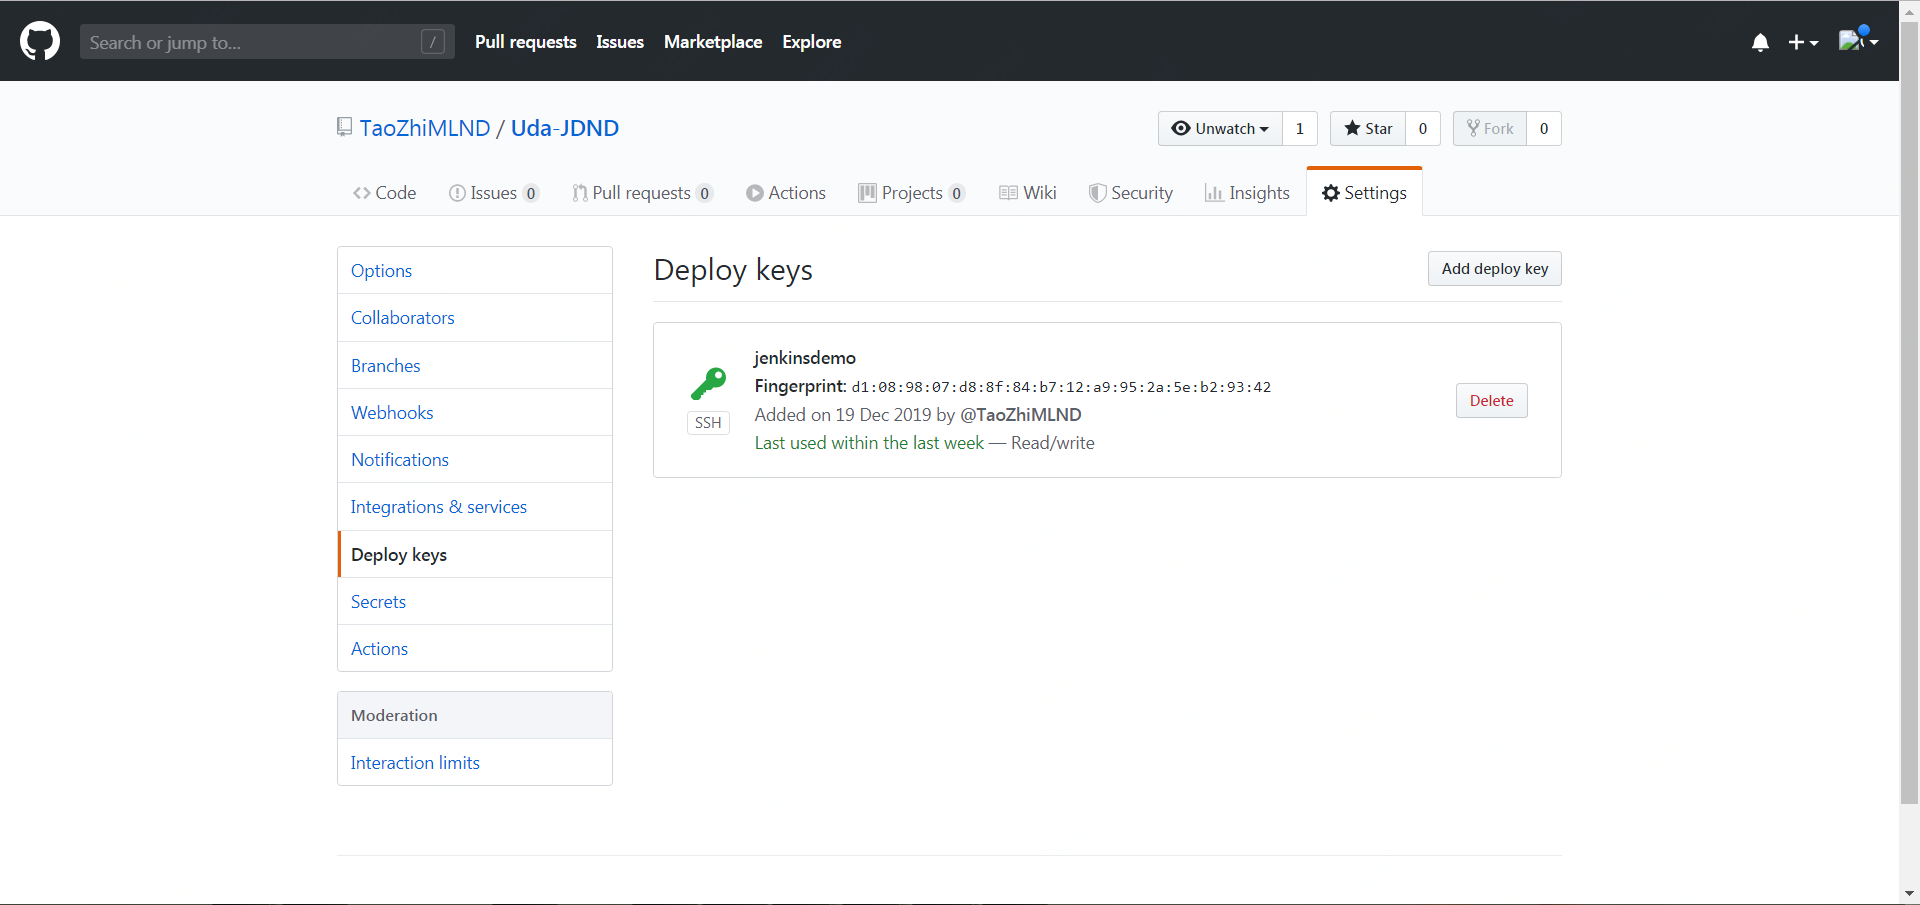 Search or jump to... /
Pull requests Issues Marketplace Explore
TaoZhiMLND / Uda-JDND
Unwatch 1 Star 0 Fork 0
Code Issues 0 Pull requests 0 Actions Projects 0 Wiki Security Insights Settings
Options
Collaborators
Branches
Webhooks
Notifications
Integrations & services
Deploy keys
Secrets
Actions
Moderation
Interaction limits
Deploy keys
Add deploy key
SSH
jenkinsdemo
Fingerprint: d1:08:98:07:d8:8f:84:b7:12:a9:95:2a:5e:b2:93:42
Added on 19 Dec 2019 by @TaoZhiMLND
Last used within the last week — Read/write
Delete